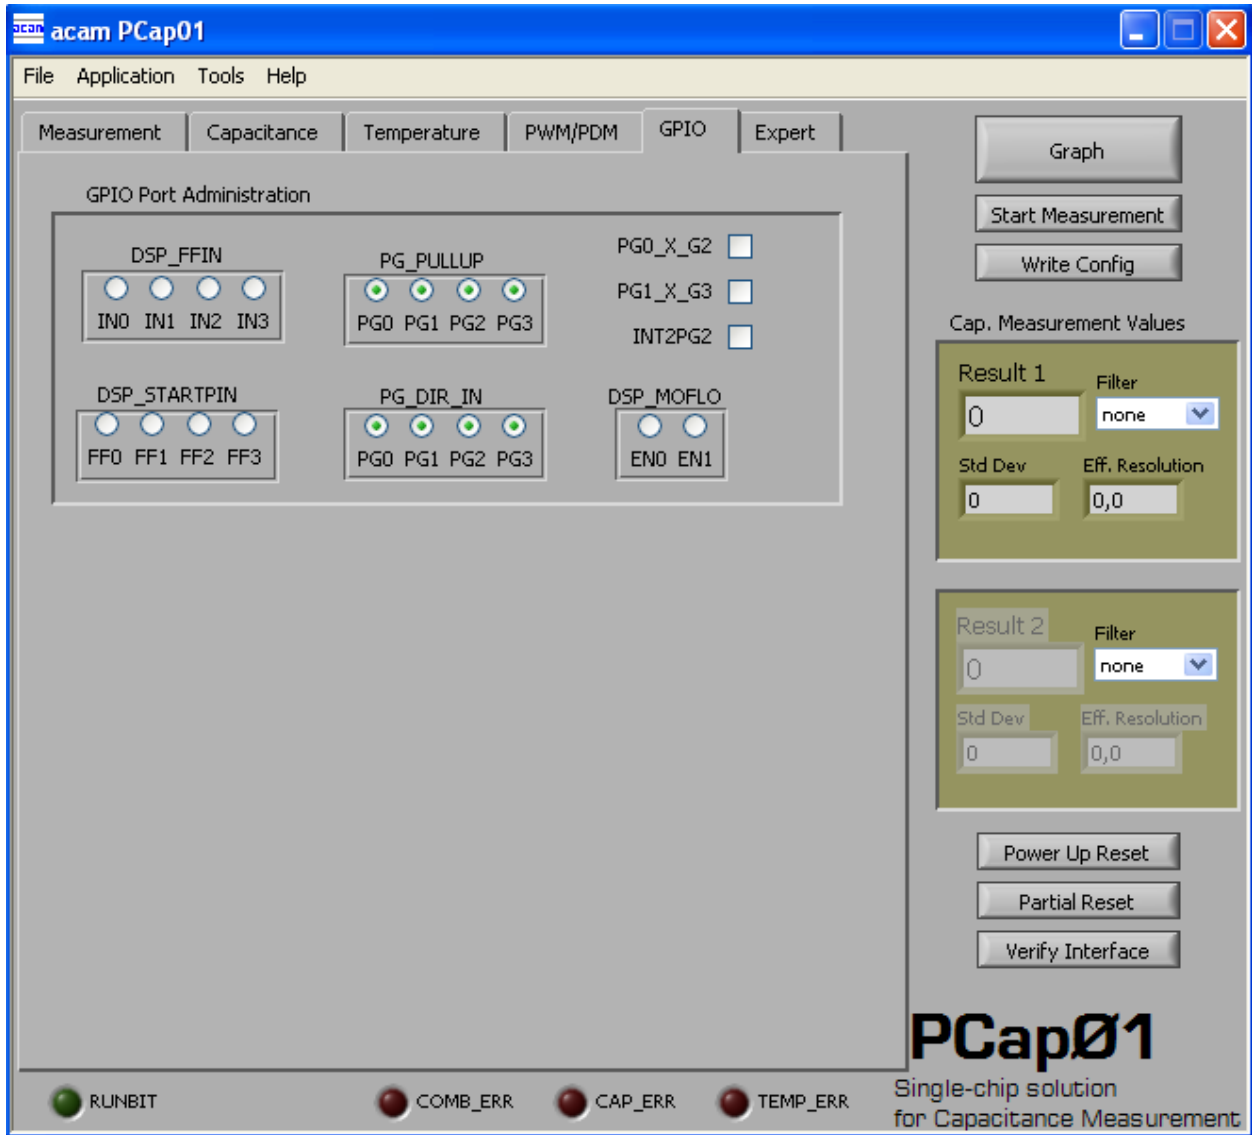 acam acam PCap01
File Application Tools Help
Measurement Capacitance Temperature PWM/PDM GPIO Expert
GPIO Port Administration
DSP_FFIN
IN0 IN1 IN2 IN3
PG_PULLUP
PG0 PG1 PG2 PG3
PG0_X_G2
PG1_X_G3
INT2PG2
DSP_STARTPIN
FF0 FF1 FF2 FF3
PG_DIR_IN
PG0 PG1 PG2 PG3
DSP_MOFLO
EN0 EN1
Graph
Start Measurement
Write Config
Cap. Measurement Values
Result 1
Filter
0
none
Std Dev
Eff. Resolution
0
0,0
Result 2
Filter
0
none
Std Dev
Eff. Resolution
0
0,0
Power Up Reset
Partial Reset
Verify Interface
PCapØ1
Single-chip solution
for Capacitance Measurement
RUNBIT COMB_ERR CAP_ERR TEMP_ERR